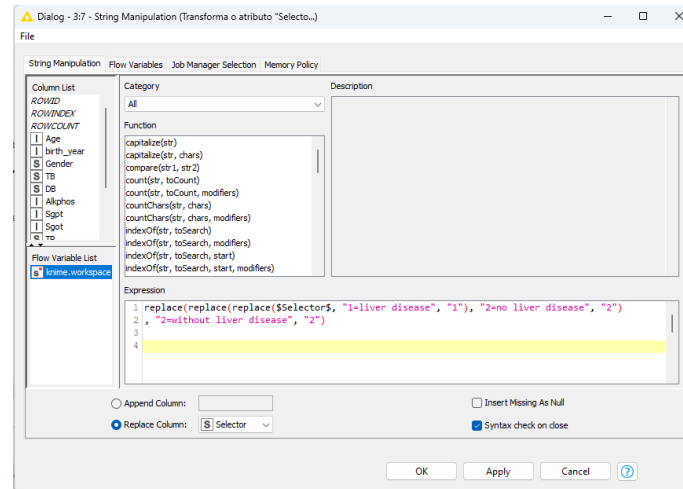 Dialog - 3:7 - String Manipulation (Transforma o atributo "Selecto...)
File
String Manipulation Flow Variables Job Manager Selection Memory Policy
Column List
ROWID
ROWINDEX
ROWCOUNT
I Age
I birth_year
S Gender
S TB
S DB
I Alkphos
I Sgpt
I Sgot
S TP
Flow Variable List
s knime.workspace
Category
All
Function
capitalize(str)
capitalize(str, chars)
compare(str1, str2)
count(str, toCount)
count(str, toCount, modifiers)
countChars(str, chars)
countChars(str, chars, modifiers)
indexOf(str, toSearch)
indexOf(str, toSearch, modifiers)
indexOf(str, toSearch, start)
indexOf(str, toSearch, start, modifiers)
Description
Expression
1 replace(replace(replace($Selector$, "1=liver disease", "1"), "2=no liver disease", "2")
2 , "2=without liver disease", "2")
3
4
Append Column:
Replace Column: S Selector
Insert Missing As Null
Syntax check on close
OK Apply Cancel ?